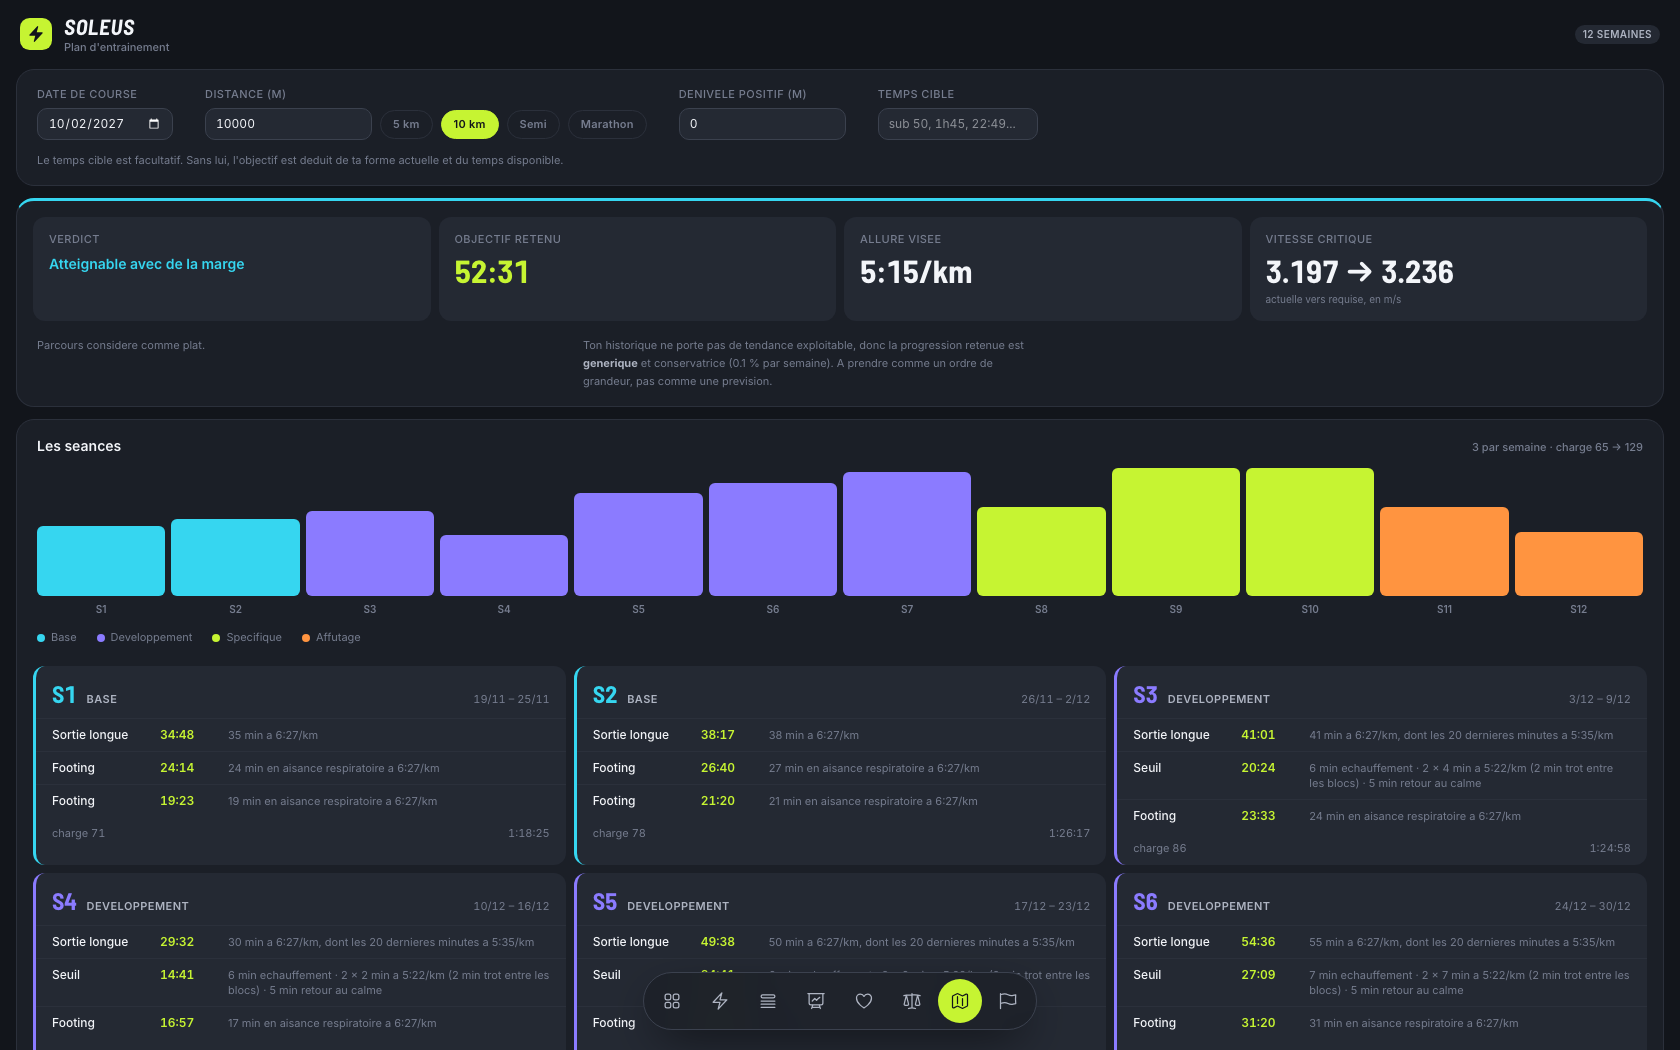 SOLEUS
Plan d'entrainement
12 SEMAINES
DATE DE COURSE
DISTANCE (M)
DENIVELE POSITIF (M)
TEMPS CIBLE
10/02/2027
10000
5 km
10 km
Semi
Marathon
0
sub 50, 1h45, 22:49...
Le temps cible est facultatif. Sans lui, l'objectif est deduit de ta forme actuelle et du temps disponible.
VERDICT
Atteignable avec de la marge
OBJECTIF RETENU
52:31
ALLURE VISEE
5:15/km
VITESSE CRITIQUE
3.197 → 3.236
actuelle vers requise, en m/s
Parcours considere comme plat.
Ton historique ne porte pas de tendance exploitable, donc la progression retenue est
generique et conservatrice (0.1 % par semaine). A prendre comme un ordre de
grandeur, pas comme une prevision.
Les seances
3 par semaine · charge 65 → 129
S1
S2
S3
S4
S5
S6
S7
S8
S9
S10
S11
S12
Base
Developpement
Specifique
Affutage
S1 BASE 19/11 – 25/11
Sortie longue 34:48 35 min a 6:27/km
Footing 24:14 24 min en aisance respiratoire a 6:27/km
Footing 19:23 19 min en aisance respiratoire a 6:27/km
charge 71 1:18:25
S2 BASE 26/11 – 2/12
Sortie longue 38:17 38 min a 6:27/km
Footing 26:40 27 min en aisance respiratoire a 6:27/km
Footing 21:20 21 min en aisance respiratoire a 6:27/km
charge 78 1:26:17
S3 DEVELOPPEMENT 3/12 – 9/12
Sortie longue 41:01 41 min a 6:27/km, dont les 20 dernieres minutes a 5:35/km
Seuil 20:24 6 min echauffement · 2 × 4 min a 5:22/km (2 min trot entre
les blocs) · 5 min retour au calme
Footing 23:33 24 min en aisance respiratoire a 6:27/km
charge 86 1:24:58
S4 DEVELOPPEMENT 10/12 – 16/12
Sortie longue 29:32 30 min a 6:27/km, dont les 20 dernieres minutes a 5:35/km
Seuil 14:41 6 min echauffement · 2 × 2 min a 5:22/km (2 min trot entre les
blocs) · 5 min retour au calme
Footing 16:57 17 min en aisance respiratoire a 6:27/km
S5 DEVELOPPEMENT 17/12 – 23/12
Sortie longue 49:38 50 min a 6:27/km, dont les 20 dernieres minutes a 5:35/km
Seuil trot entre les
Footing
S6 DEVELOPPEMENT 24/12 – 30/12
Sortie longue 54:36 55 min a 6:27/km, dont les 20 dernieres minutes a 5:35/km
Seuil 27:09 7 min echauffement · 2 × 7 min a 5:22/km (2 min trot entre les
blocs) · 5 min retour au calme
Footing 31:20 31 min en aisance respiratoire a 6:27/km